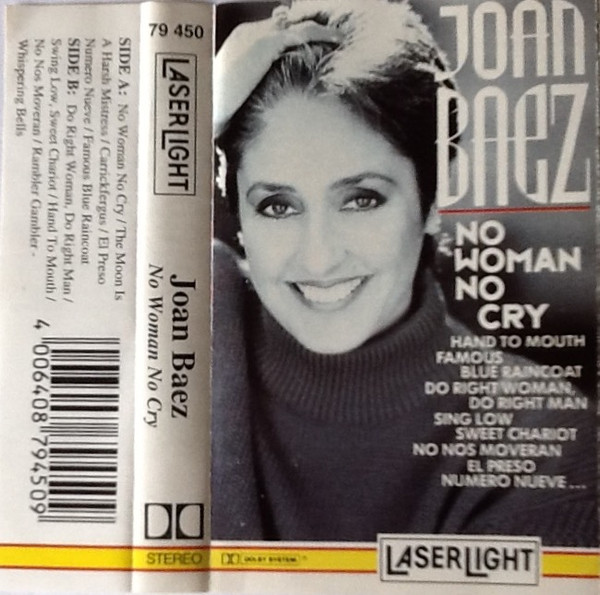 SIDE A: No Woman No Cry / The Moon Is
A Harsh Mistress / Carrickfergus / El Preso
Numero Nueve / Famous Blue Raincoat
SIDE B: Do Right Woman, Do Right Man /
Swing Low, Sweet Chariot / Hand To Mouth /
No Nos Moveran / Rambler Gambler -
Whispering Bells
4 006408 794509
79 450
LASERLIGHT
Joan Baez
No Woman No Cry
STEREO
JOAN
BAEZ
NO
WOMAN
NO
CRY
HAND TO MOUTH
FAMOUS
BLUE RAINCOAT
DO RIGHT WOMAN,
DO RIGHT MAN
SING LOW
SWEET CHARIOT
NO NOS MOVERAN
EL PRESO
NUMERO NUEVE ...
DOLBY SYSTEM
LASERLIGHT